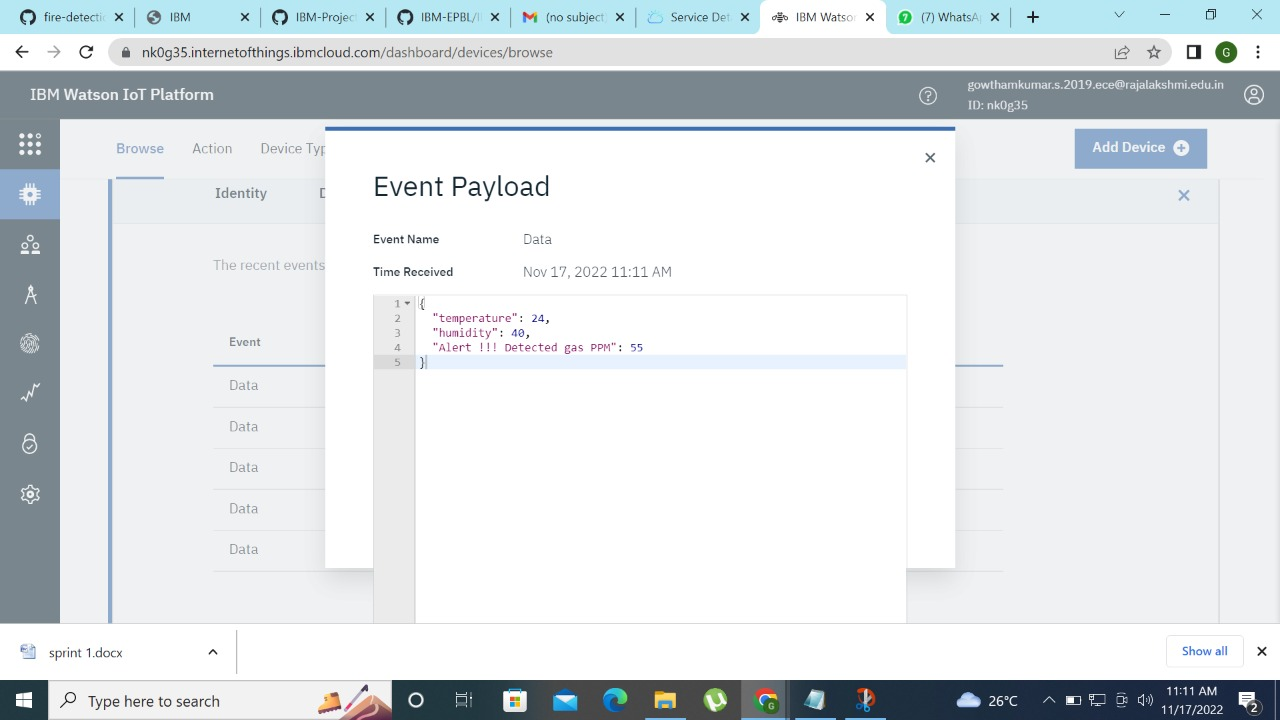 fire-detecti
IBM
IBM-Project
IBM-EPBL/I
(no subject)
Service Det
IBM Watso
(7) WhatsA
nk0g35.internetofthings.ibmcloud.com/dashboard/devices/browse
G
IBM Watson IoT Platform
gowthamkumar.s.2019.ece@rajalakshmi.edu.in
ID: nk0g35
Browse
Action
Device Typ
Add Device
Identity
D
The recent events
Event
Data
Data
Data
Data
Data
Event Payload
Event Name
Data
Time Received
Nov 17, 2022 11:11 AM
1 {
2 "temperature": 24,
3 "humidity": 40,
4 "Alert !!! Detected gas PPM": 55
5 }
sprint 1.docx
Show all
Type here to search
26°C
11:11 AM
11/17/2022
2